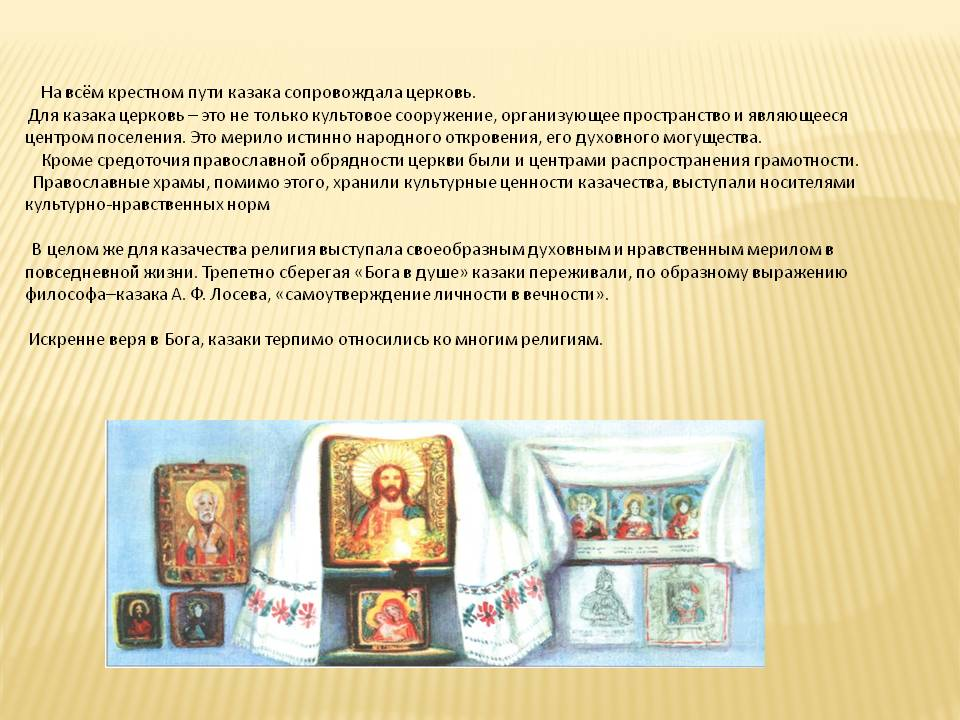 На всём крестном пути казака сопровождала церковь.
Для казака церковь – это не только культовое сооружение, организующее пространство и являющееся
центром поселения. Это мерило истинно народного откровения, его духовного могущества.
Кроме средоточия православной обрядности церкви были и центрами распространения грамотности.
Православные храмы, помимо этого, хранили культурные ценности казачества, выступали носителями
культурно-нравственных норм
В целом же для казачества религия выступала своеобразным духовным и нравственным мерилом в
повседневной жизни. Трепетно сберегая «Бога в душе» казаки переживали, по образному выражению
философа–казака А. Ф. Лосева, «самоутверждение личности в вечности».
Искренне веря в Бога, казаки терпимо относились ко многим религиям.